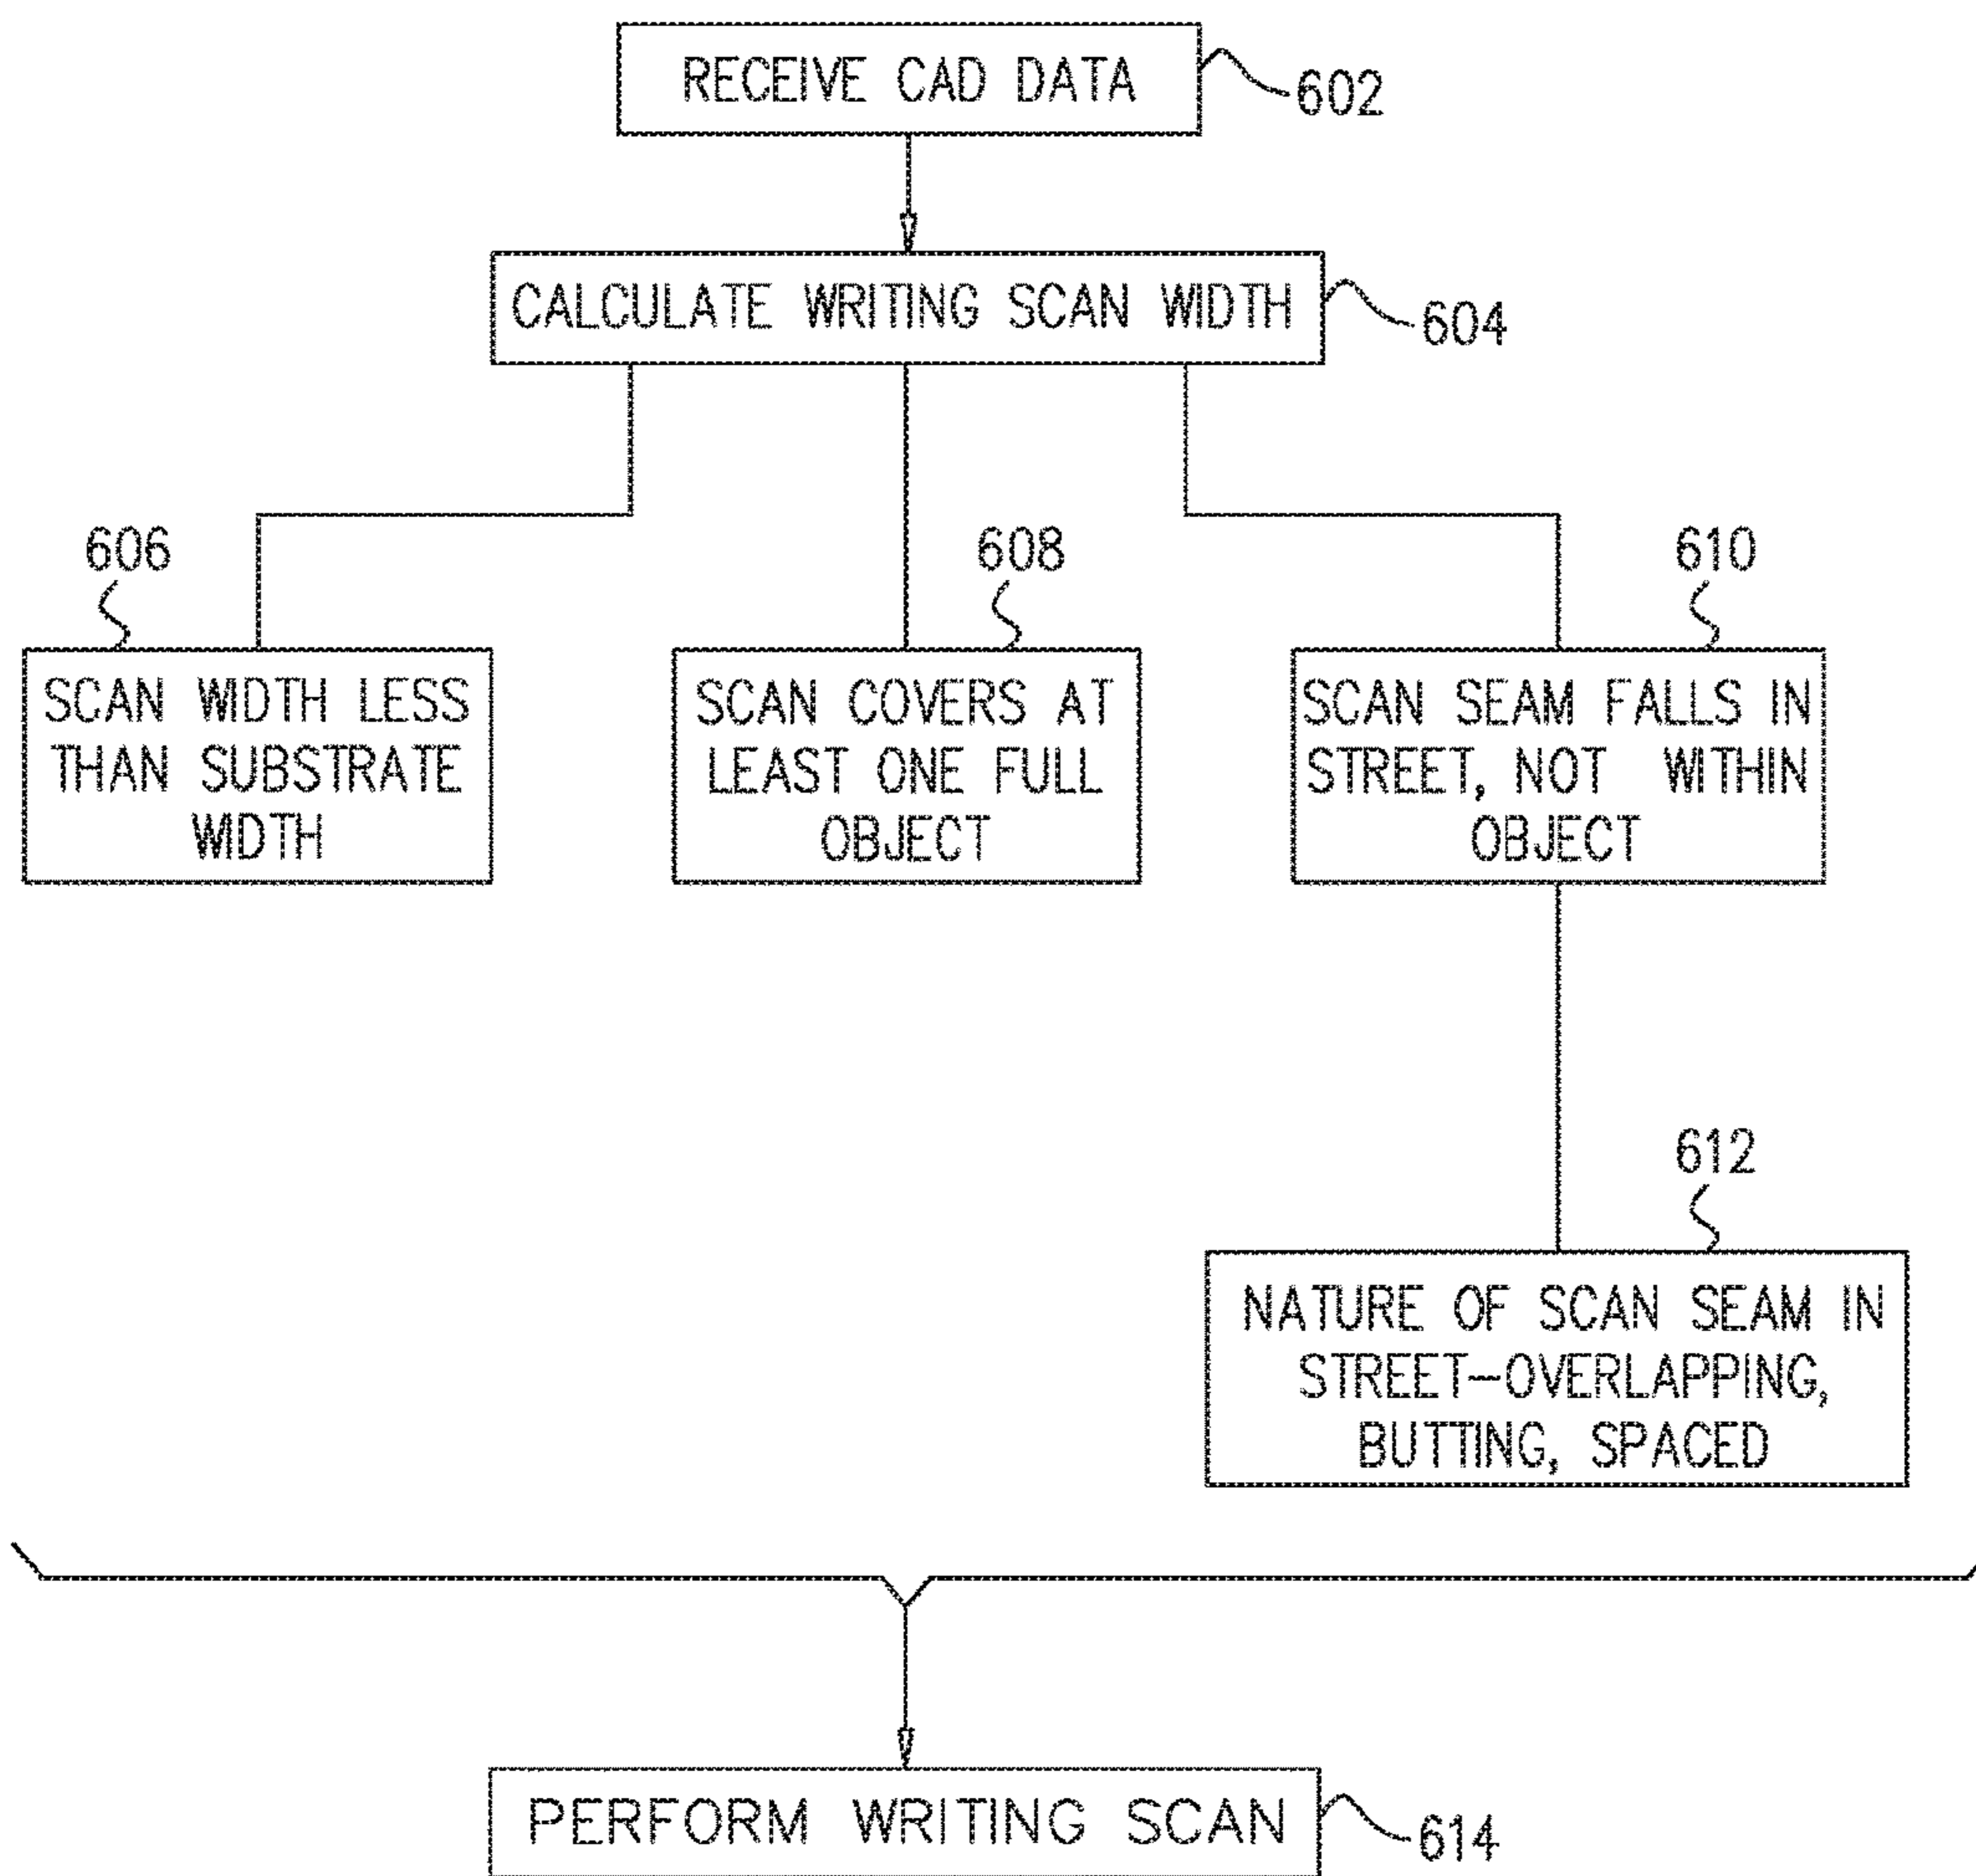 RECEIVE CAD DATA
602
CALCULATE WRITING SCAN WIDTH
604
606
SCAN WIDTH LESS
THAN SUBSTRATE
WIDTH
608
SCAN COVERS AT
LEAST ONE FULL
OBJECT
610
SCAN SEAM FALLS IN
STREET, NOT WITHIN
OBJECT
612
NATURE OF SCAN SEAM IN
STREET-OVERLAPPING,
BUTTING, SPACED
PERFORM WRITING SCAN
614